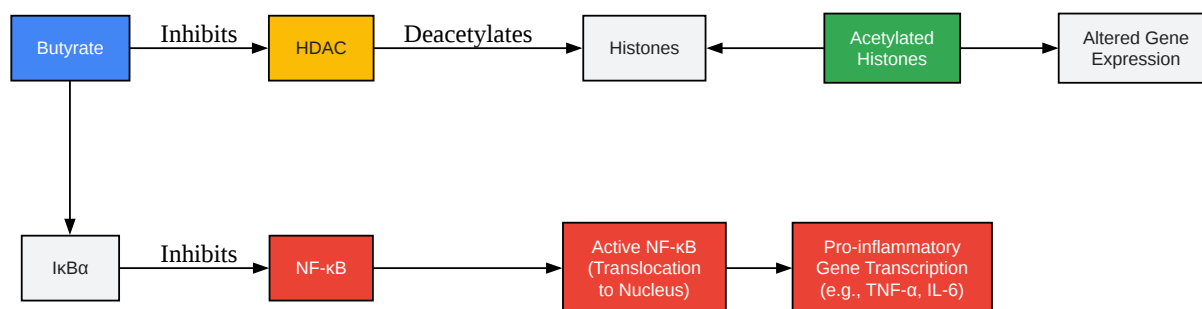 Butyrate
Inhibits
HDAC
Deacetylates
Histones
Acetylated
Histones
Altered Gene
Expression
IκBα
Inhibits
NF-κB
Active NF-κB
(Translocation
to Nucleus)
Pro-inflammatory
Gene Transcription
(e.g., TNF-α, IL-6)